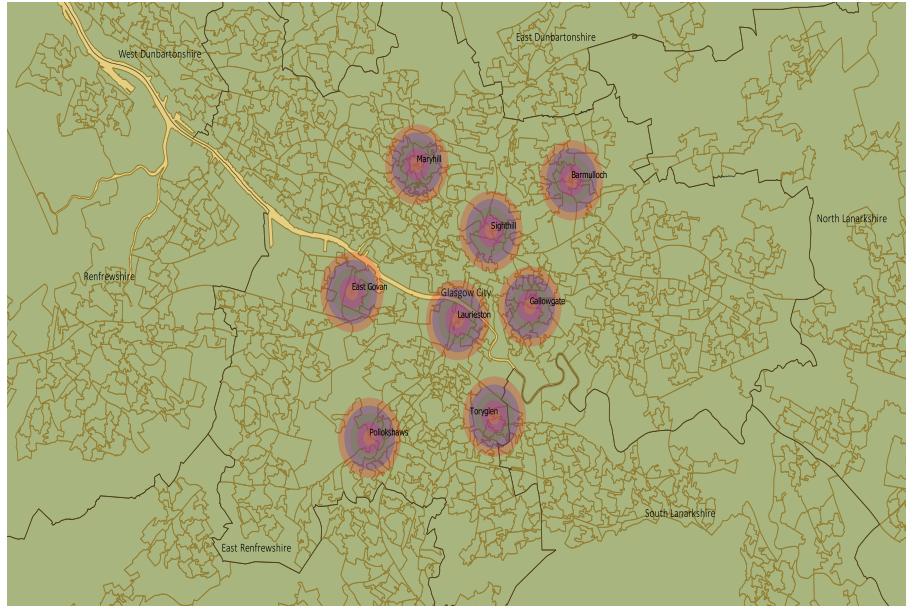 East Dunbartonshire
West Dunbartonshire
Maryhill
Barmulloch
North Lanarkshire
Sighthill
Renfrewshire
East Govan
Glasgow City
Gallowgate
Laurieston
Toryglen
Pollokshaws
South Lanarkshire
East Renfrewshire